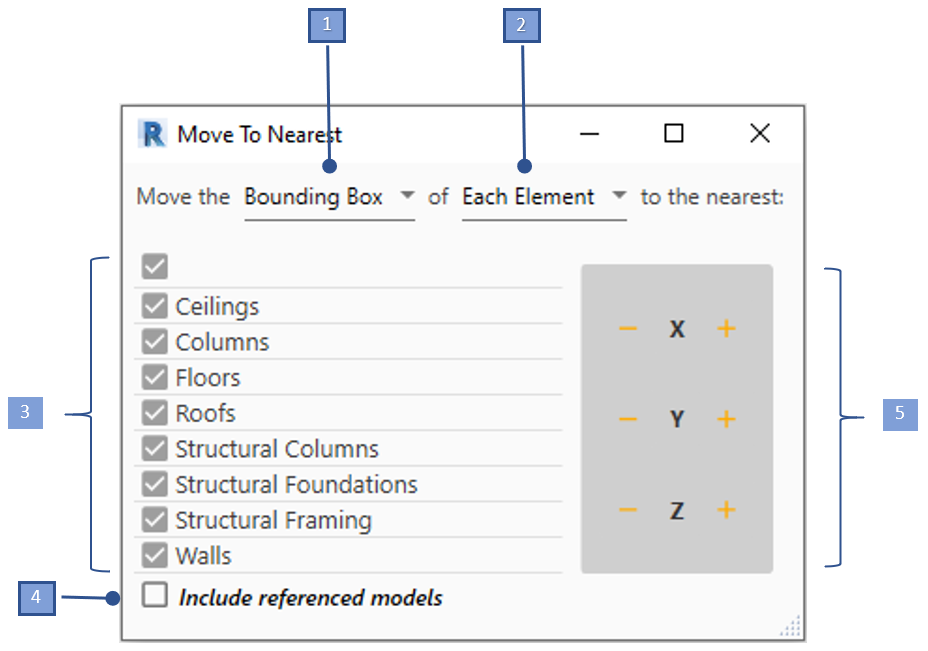 1
2
R Move To Nearest
Move the Bounding Box of Each Element to the nearest:
Ceilings
Columns
Floors
Roofs
Structural Columns
Structural Foundations
Structural Framing
Walls
Include referenced models
− X +
− Y +
− Z +
3
4
5